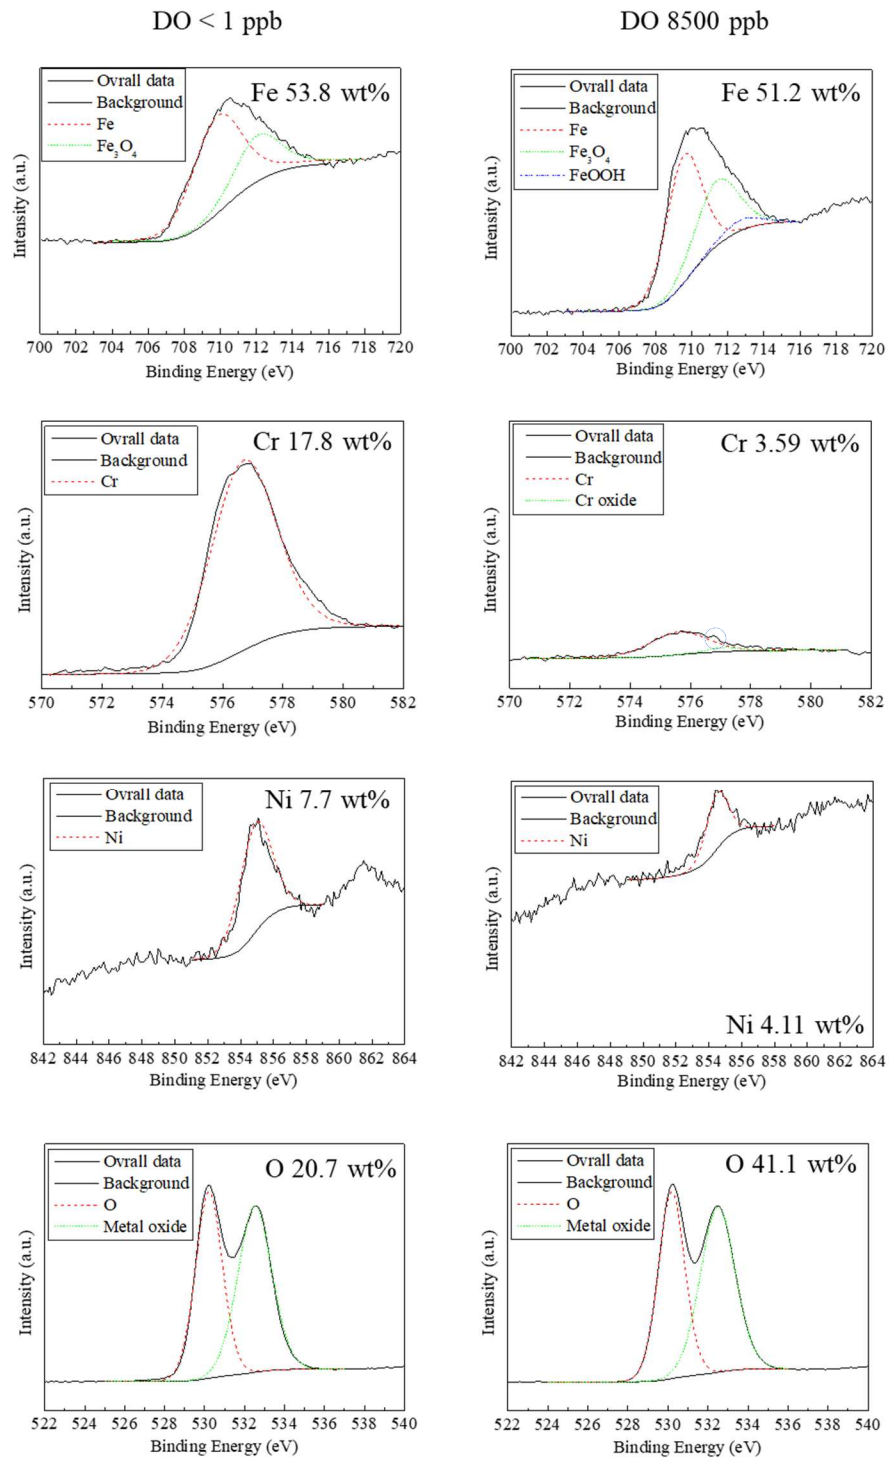 DO < 1 ppb
DO 8500 ppb
Ovrall data
Background
Fe
Fe3O4
Fe 53.8 wt%
Intensity (a.u.)
700 702 704 706 708 710 712 714 716 718 720
Binding Energy (eV)
Ovrall data
Background
Fe
Fe3O4
FeOOH
Fe 51.2 wt%
Intensity (a.u.)
700 702 704 706 708 710 712 714 716 718 720
Binding Energy (eV)
Ovrall data
Background
Cr
Cr 17.8 wt%
Intensity (a.u.)
570 572 574 576 578 580 582
Binding Energy (eV)
Ovrall data
Background
Cr
Cr oxide
Cr 3.59 wt%
Intensity (a.u.)
570 572 574 576 578 580 582
Binding Energy (eV)
Ovrall data
Background
Ni
Ni 7.7 wt%
Intensity (a.u.)
842 844 846 848 850 852 854 856 858 860 862 864
Binding Energy (eV)
Ovrall data
Background
Ni
Ni 4.11 wt%
Intensity (a.u.)
842 844 846 848 850 852 854 856 858 860 862 864
Binding Energy (eV)
Ovrall data
Background
O
Metal oxide
O 20.7 wt%
Intensity (a.u.)
522 524 526 528 530 532 534 536 538 540
Binding Energy (eV)
Ovrall data
Background
O
Metal oxide
O 41.1 wt%
Intensity (a.u.)
522 524 526 528 530 532 534 536 538 540
Binding Energy (eV)